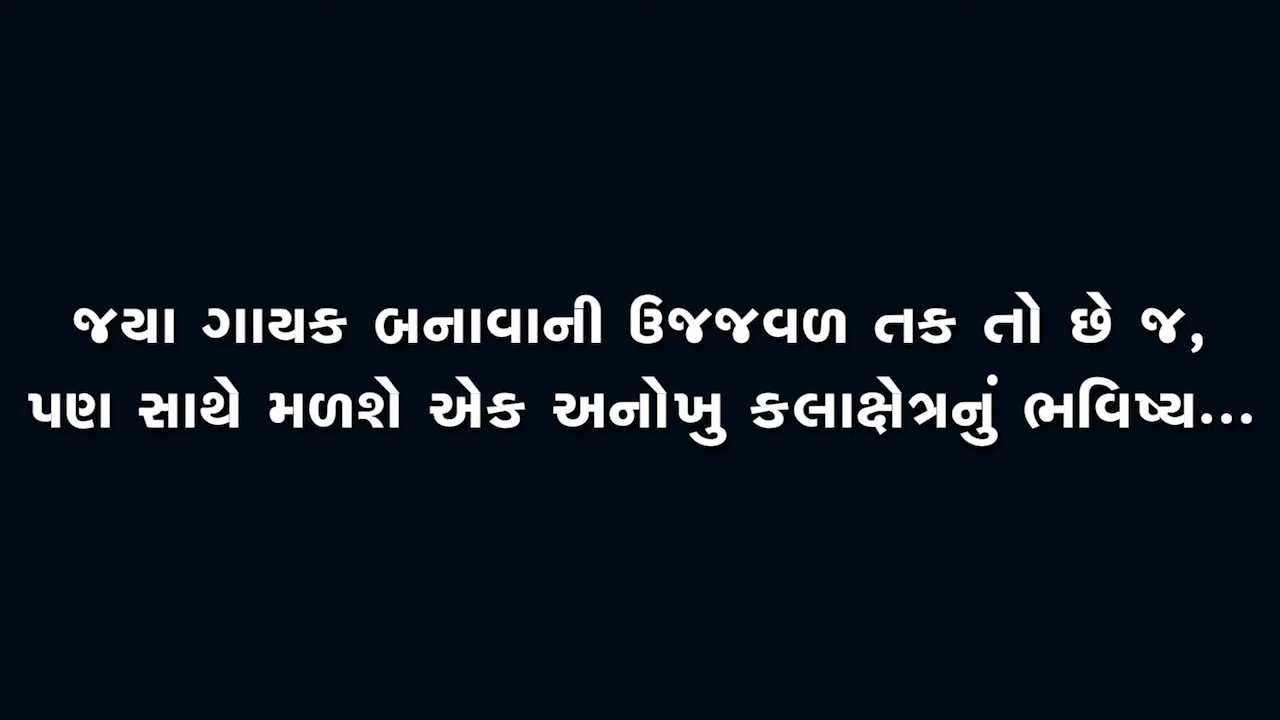 જયા ગાયક બનાવાની ઉજજવળ તક તો છે જ,
પણ સાથે મળશે એક અનોખુ કલાક્ષેત્રનું ભવિષ્ય...